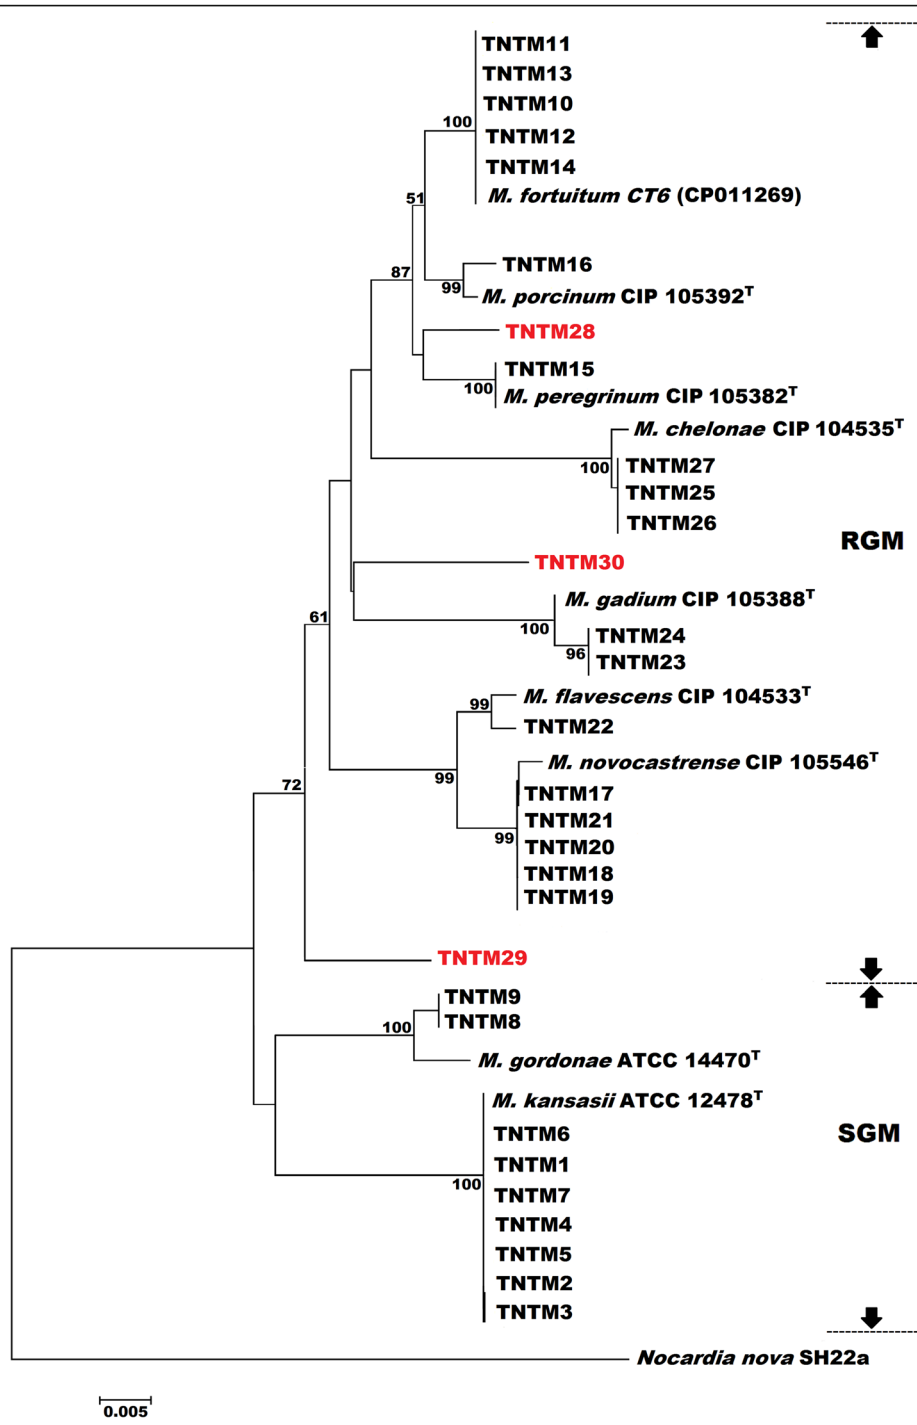 TNTM11
TNTM13
TNTM10
100
TNTM12
TNTM14
M. fortuitum CT6 (CP011269)
51
TNTM16
87
99
M. porcinum CIP 105392T
TNTM28
TNTM15
100
M. peregrinum CIP 105382T
M. chelonae CIP 104535T
100
TNTM27
TNTM25
TNTM26
RGM
TNTM30
M. gadium CIP 105388T
61
100
TNTM24
96
TNTM23
M. flavescens CIP 104533T
99
TNTM22
M. novocastrense CIP 105546T
99
72
TNTM17
TNTM21
99
TNTM20
TNTM18
TNTM19
TNTM29
TNTM9
TNTM8
100
M. gordonae ATCC 14470T
M. kansasii ATCC 12478T
TNTM6
SGM
TNTM1
100
TNTM7
TNTM4
TNTM5
TNTM2
TNTM3
Nocardia nova SH22a
0.005